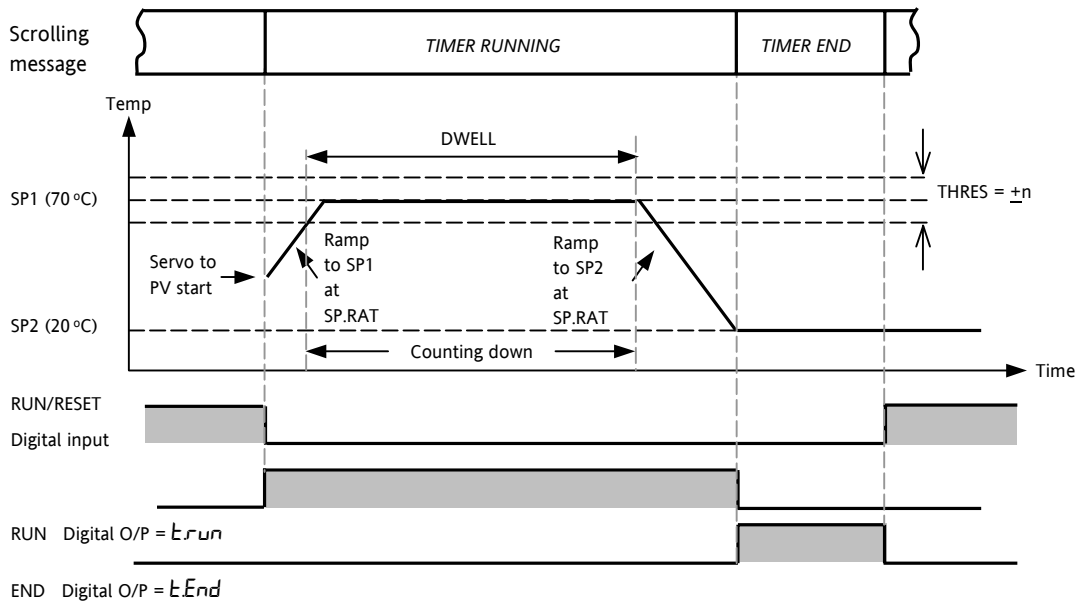 Scrolling
message
TIMER RUNNING
TIMER END
Temp
DWELL
SP1 (70 ºC)
THRES = ±n
Servo to
PV start
Ramp
to SP1
at
SP.RAT
Ramp
to SP2
at
SP.RAT
SP2 (20 ºC)
Counting down
Time
RUN/RESET
Digital input
RUN Digital O/P = t.run
END Digital O/P = t.End